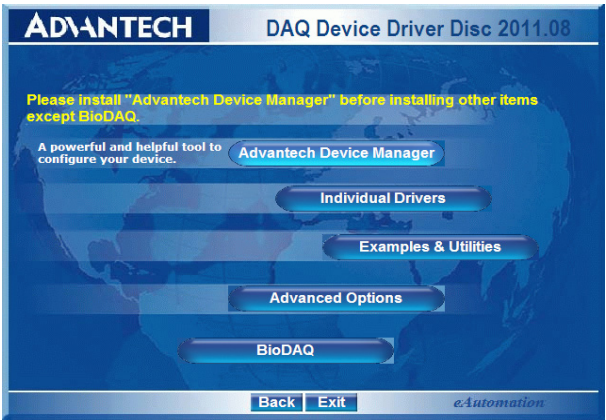 ADVANTECH
DAQ Device Driver Disc 2011.08
Please install "Advantech Device Manager" before installing other items
except BioDAQ.
A powerful and helpful tool to
configure your device.
Advantech Device Manager
Individual Drivers
Examples & Utilities
Advanced Options
BioDAQ
Back Exit
eAutomation